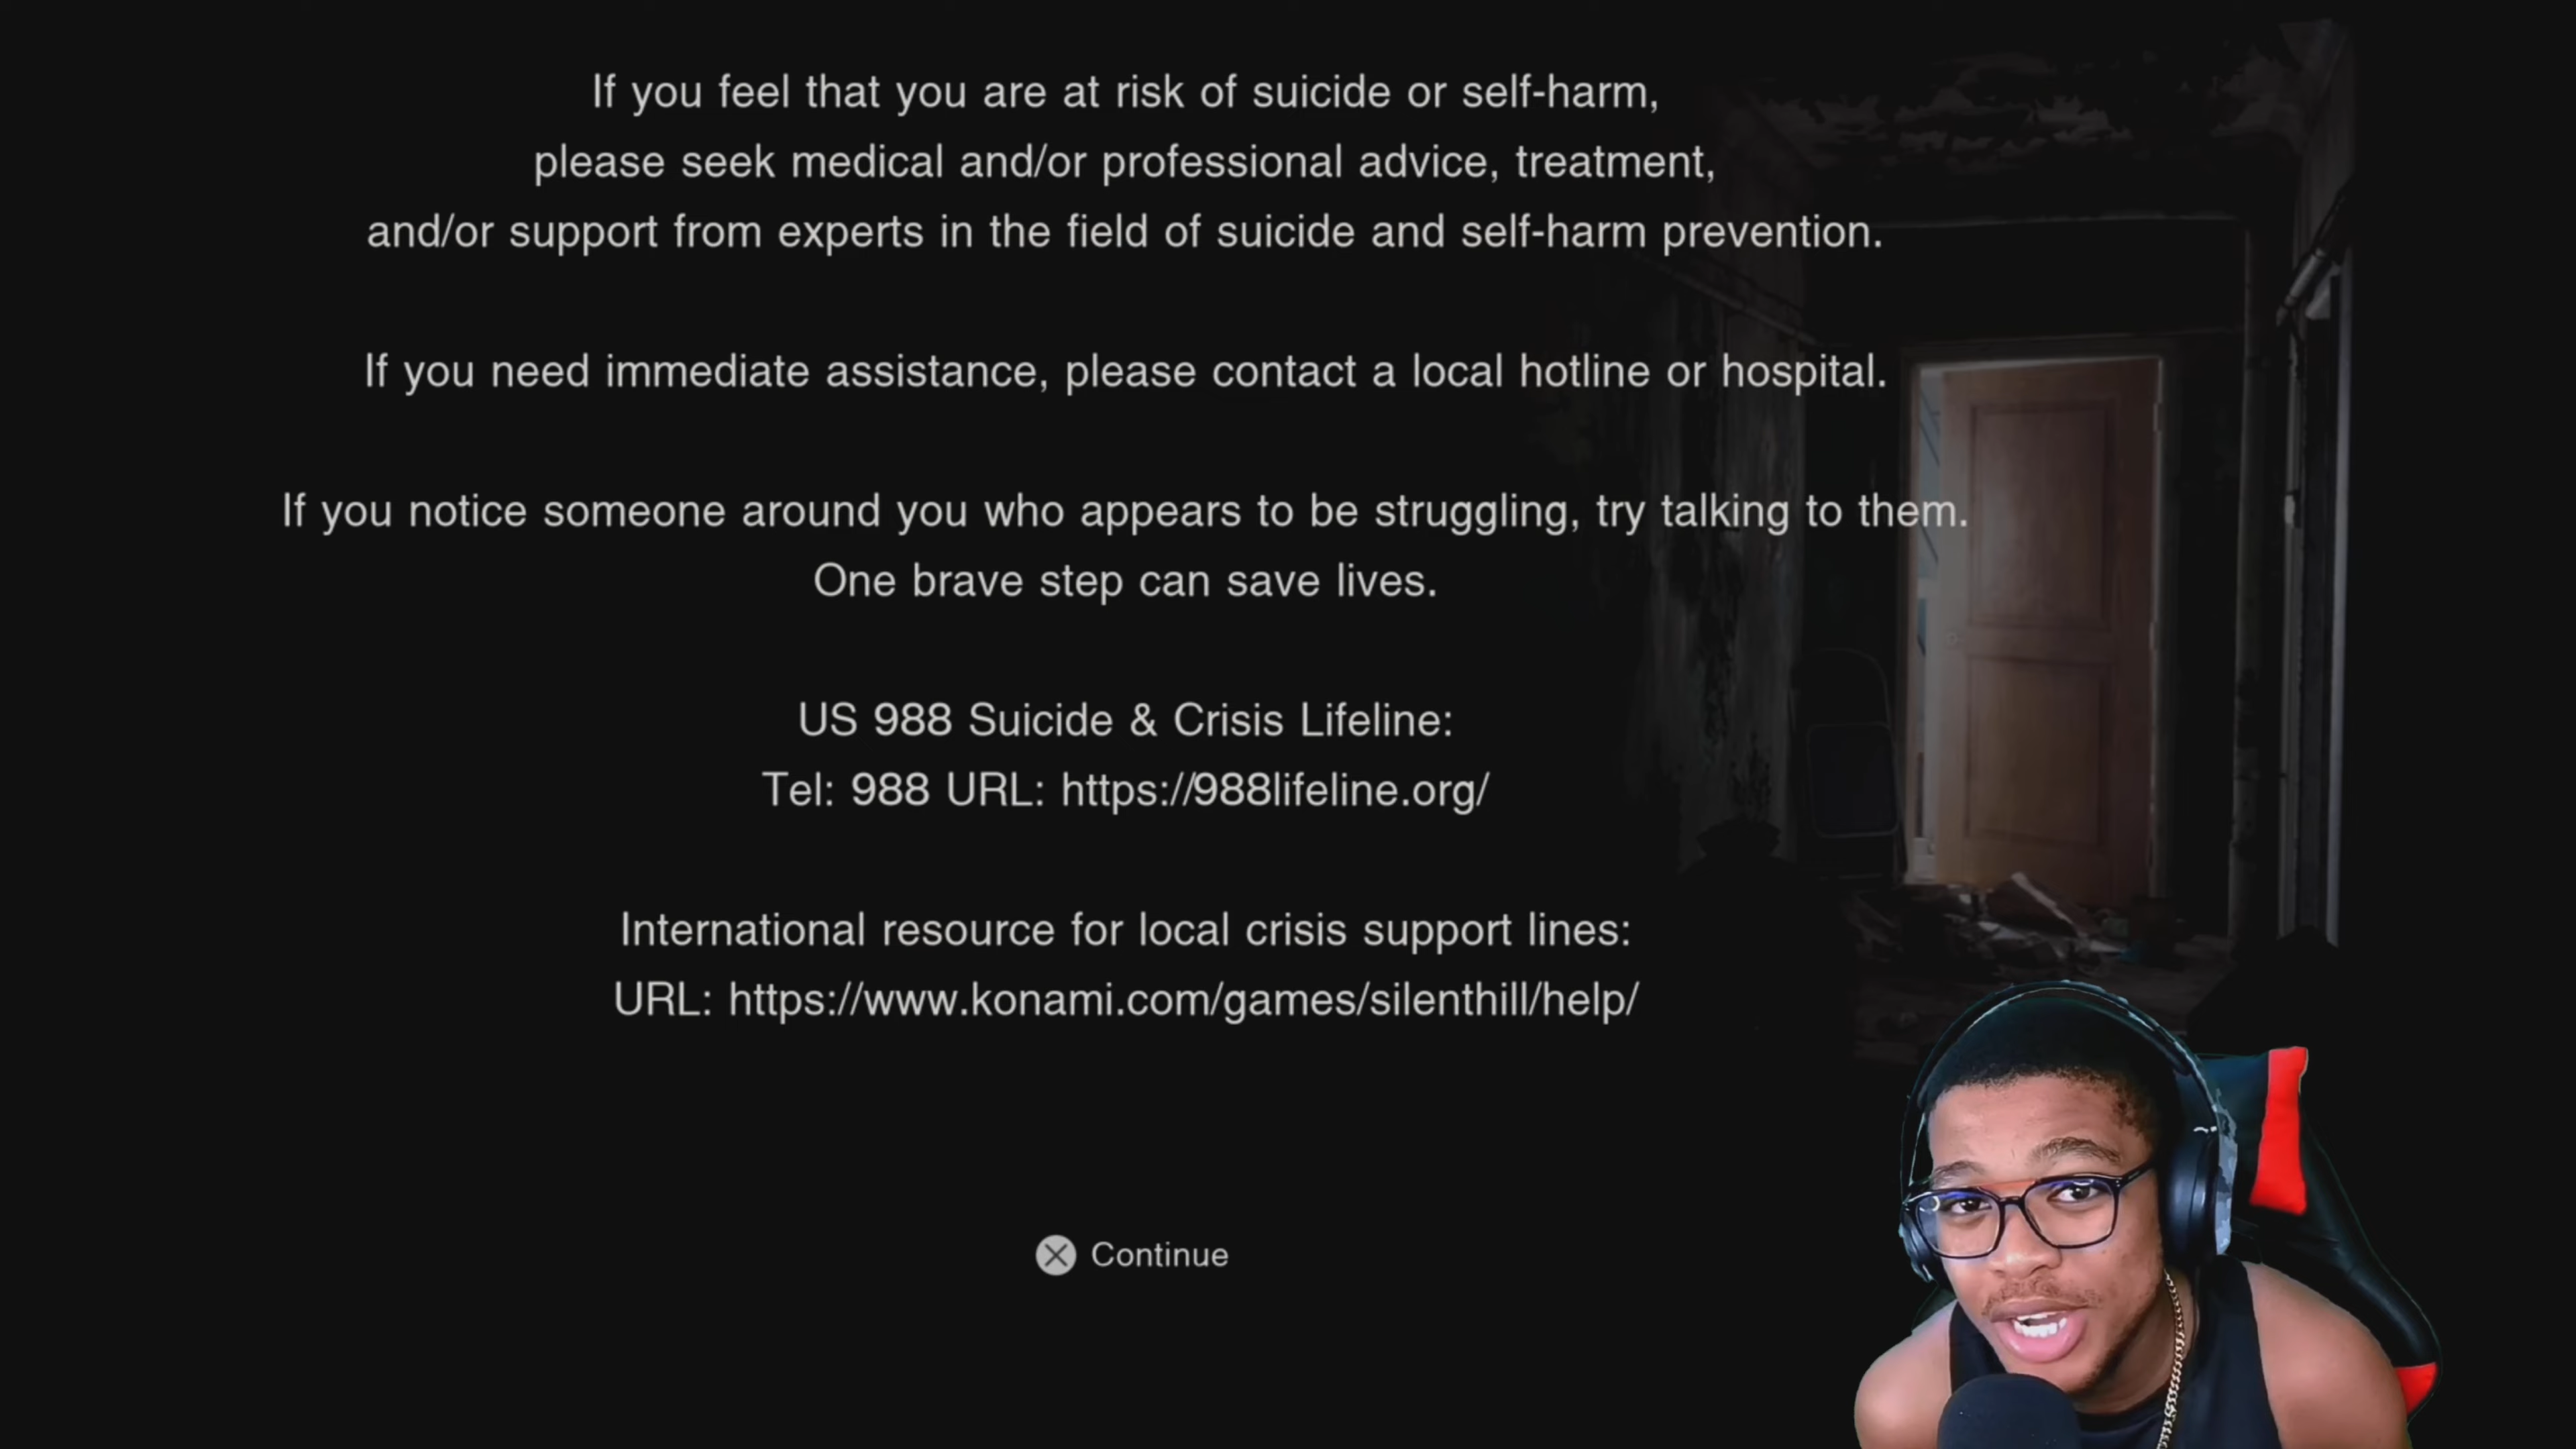 If you feel that you are at risk of suicide or self-harm,
please seek medical and/or professional advice, treatment,
and/or support from experts in the field of suicide and self-harm prevention.
If you need immediate assistance, please contact a local hotline or hospital.
If you notice someone around you who appears to be struggling, try talking to them.
One brave step can save lives.
US 988 Suicide & Crisis Lifeline:
Tel: 988 URL: https://988lifeline.org/
International resource for local crisis support lines:
URL: https://www.konami.com/games/silenthill/help/
Continue